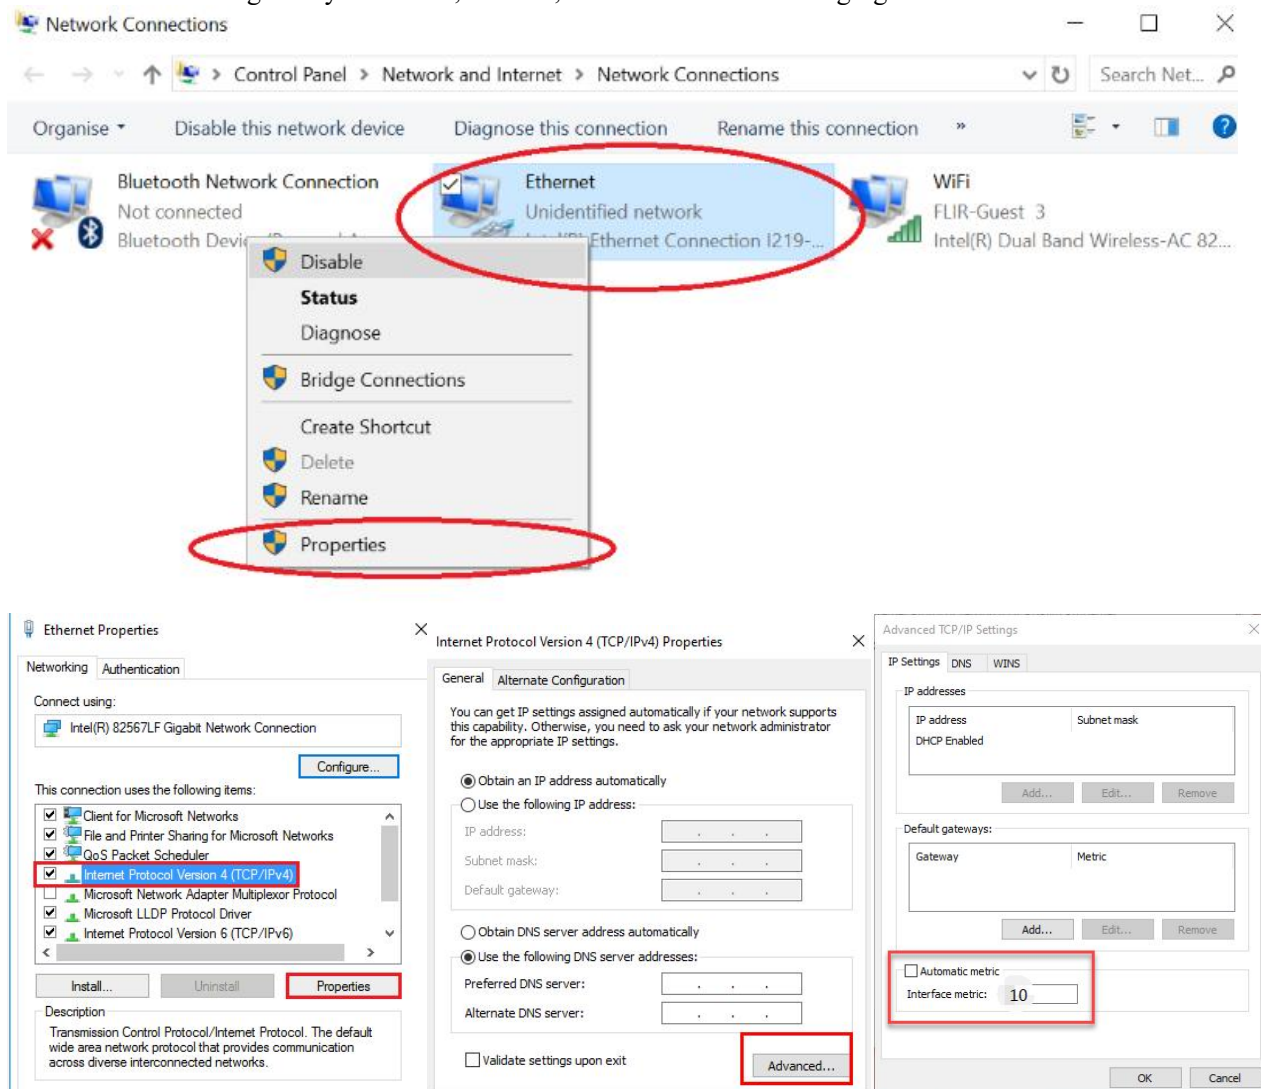 Network Connections
Control Panel > Network and Internet > Network Connections
Search Net...
Organise
Disable this network device
Diagnose this connection
Rename this connection
»
Bluetooth Network Connection
Not connected
Bluetooth Devic
Ethernet
Unidentified network
Ethernet Connection I219-...
WiFi
FLIR-Guest 3
Intel(R) Dual Band Wireless-AC 82...
Disable
Status
Diagnose
Bridge Connections
Create Shortcut
Delete
Rename
Properties
Ethernet Properties
Networking
Authentication
Connect using:
Intel(R) 82567LF Gigabit Network Connection
Configure...
This connection uses the following items:
Client for Microsoft Networks
File and Printer Sharing for Microsoft Networks
QoS Packet Scheduler
Internet Protocol Version 4 (TCP/IPv4)
Microsoft Network Adapter Multiplexor Protocol
Microsoft LLDP Protocol Driver
Internet Protocol Version 6 (TCP/IPv6)
Install...
Uninstall
Properties
Description
Transmission Control Protocol/Internet Protocol. The default
wide area network protocol that provides communication
across diverse interconnected networks.
Internet Protocol Version 4 (TCP/IPv4) Properties
General
Alternate Configuration
You can get IP settings assigned automatically if your network supports
this capability. Otherwise, you need to ask your network administrator
for the appropriate IP settings.
Obtain an IP address automatically
Use the following IP address:
IP address:
Subnet mask:
Default gateway:
Obtain DNS server address automatically
Use the following DNS server addresses:
Preferred DNS server:
Alternate DNS server:
Validate settings upon exit
Advanced...
Advanced TCP/IP Settings
IP Settings
DNS
WINS
IP addresses
IP address
Subnet mask
DHCP Enabled
Add...
Edit...
Remove
Default gateways:
Gateway
Metric
Add...
Edit...
Remove
Automatic metric
Interface metric: 10
OK
Cancel